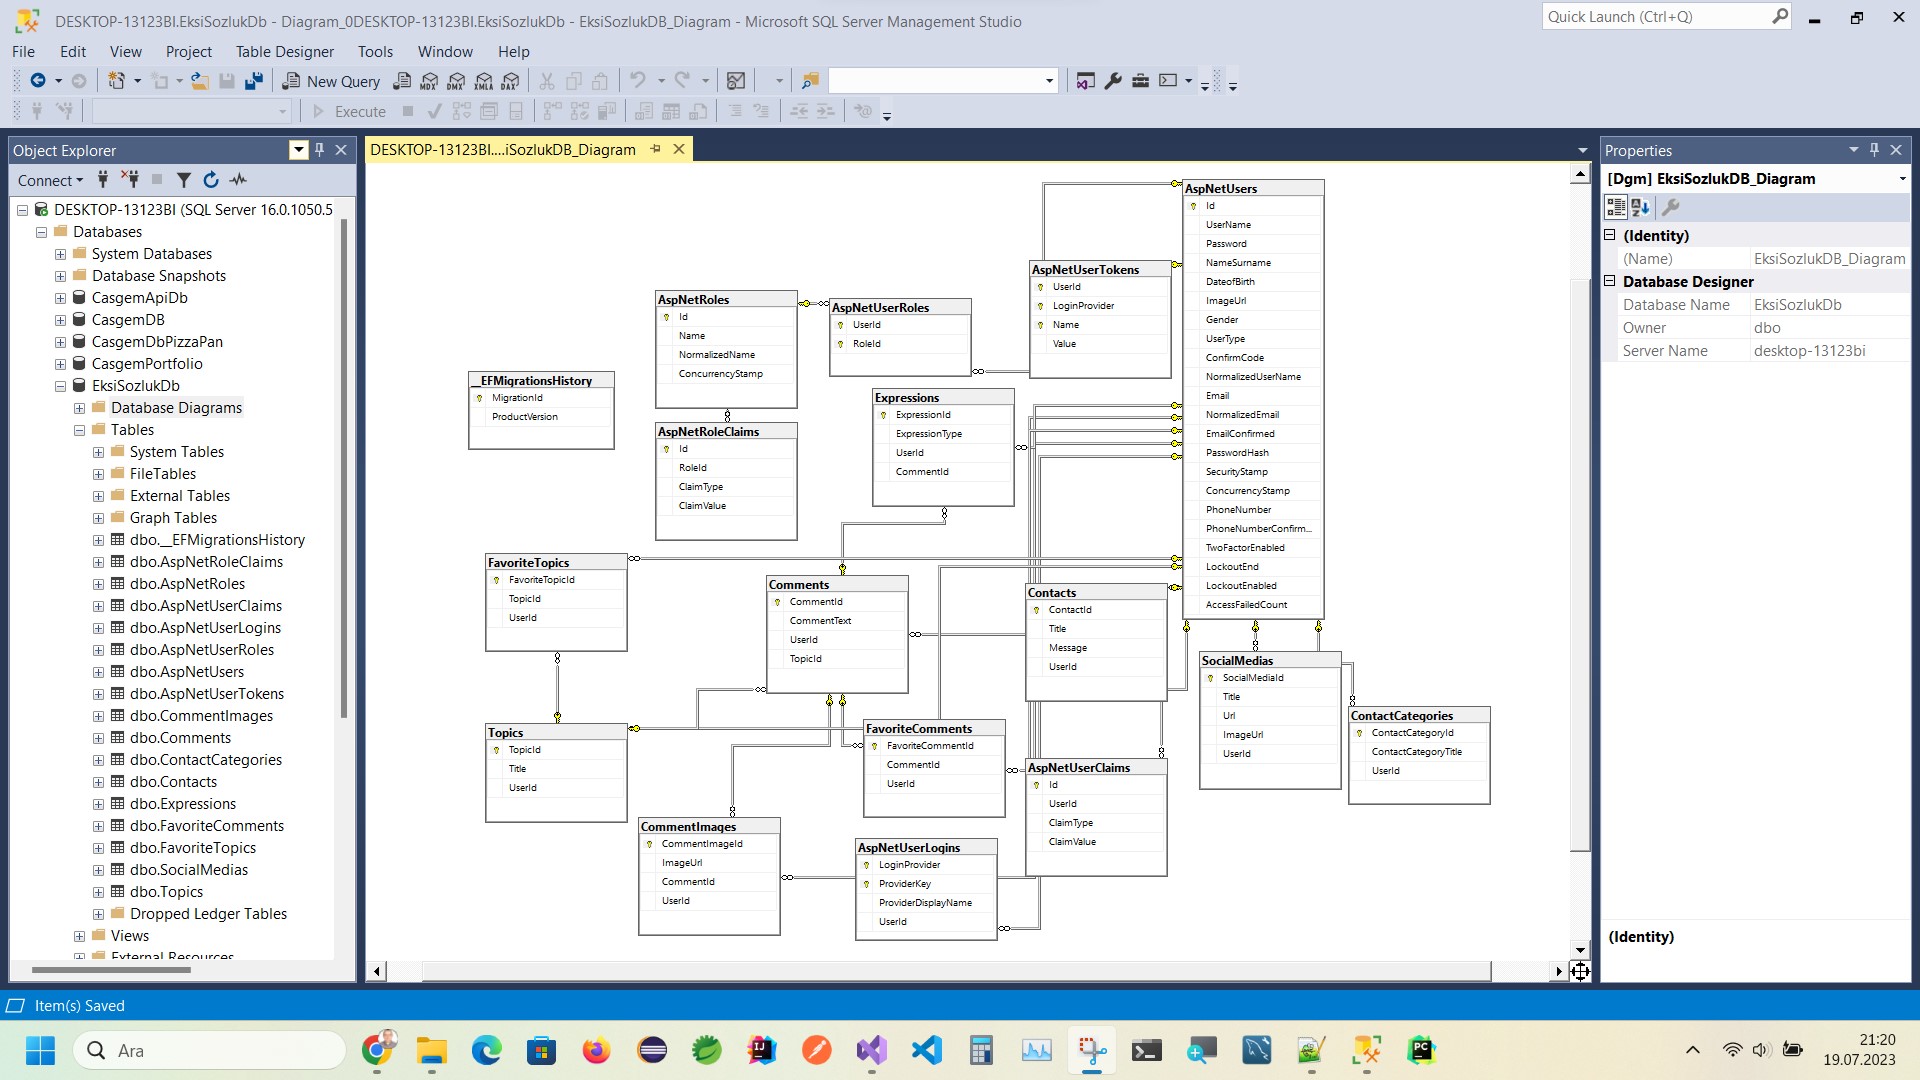 DESKTOP-13123BI.EksiSozlukDb - Diagram_0DESKTOP-13123BI.EksiSozlukDb - EksiSozlukDB_Diagram - Microsoft SQL Server Management Studio
Quick Launch (Ctrl+Q)
File Edit View Project Table Designer Tools Window Help
New Query
MDX DMX XMLA DAX
Execute
Object Explorer
Connect
DESKTOP-13123BI (SQL Server 16.0.1050.5
Databases
System Databases
Database Snapshots
CasgemApiDb
CasgemDB
CasgemDbPizzaPan
CasgemPortfolio
EksiSozlukDb
Database Diagrams
Tables
System Tables
FileTables
External Tables
Graph Tables
dbo.__EFMigrationsHistory
dbo.AspNetRoleClaims
dbo.AspNetRoles
dbo.AspNetUserClaims
dbo.AspNetUserLogins
dbo.AspNetUserRoles
dbo.AspNetUsers
dbo.AspNetUserTokens
dbo.CommentImages
dbo.Comments
dbo.ContactCategories
dbo.Contacts
dbo.Expressions
dbo.FavoriteComments
dbo.FavoriteTopics
dbo.SocialMedias
dbo.Topics
Dropped Ledger Tables
Views
External Resources
DESKTOP-13123BI....iSozlukDB_Diagram
__EFMigrationsHistory
MigrationId
ProductVersion
AspNetRoles
Id
Name
NormalizedName
ConcurrencyStamp
AspNetRoleClaims
Id
RoleId
ClaimType
ClaimValue
AspNetUserRoles
UserId
RoleId
AspNetUserTokens
UserId
LoginProvider
Name
Value
AspNetUsers
Id
UserName
Password
NameSurname
DateofBirth
ImageUrl
Gender
UserType
ConfirmCode
NormalizedUserName
Email
NormalizedEmail
EmailConfirmed
PasswordHash
SecurityStamp
ConcurrencyStamp
PhoneNumber
PhoneNumberConfirm...
TwoFactorEnabled
LockoutEnd
LockoutEnabled
AccessFailedCount
Expressions
ExpressionId
ExpressionType
UserId
CommentId
FavoriteTopics
FavoriteTopicId
TopicId
UserId
Comments
CommentId
CommentText
UserId
TopicId
Contacts
ContactId
Title
Message
UserId
SocialMedias
SocialMediaId
Title
Url
ImageUrl
UserId
ContactCategories
ContactCategoryId
ContactCategoryTitle
UserId
Topics
TopicId
Title
UserId
FavoriteComments
FavoriteCommentId
CommentId
UserId
AspNetUserClaims
Id
UserId
ClaimType
ClaimValue
CommentImages
CommentImageId
ImageUrl
CommentId
UserId
AspNetUserLogins
LoginProvider
ProviderKey
ProviderDisplayName
UserId
Properties
[Dgm] EksiSozlukDB_Diagram
(Identity)
(Name) EksiSozlukDB_Diagram
Database Designer
Database Name EksiSozlukDb
Owner dbo
Server Name desktop-13123bi
(Identity)
Item(s) Saved
Ara
IJ
PC
21:20
19.07.2023